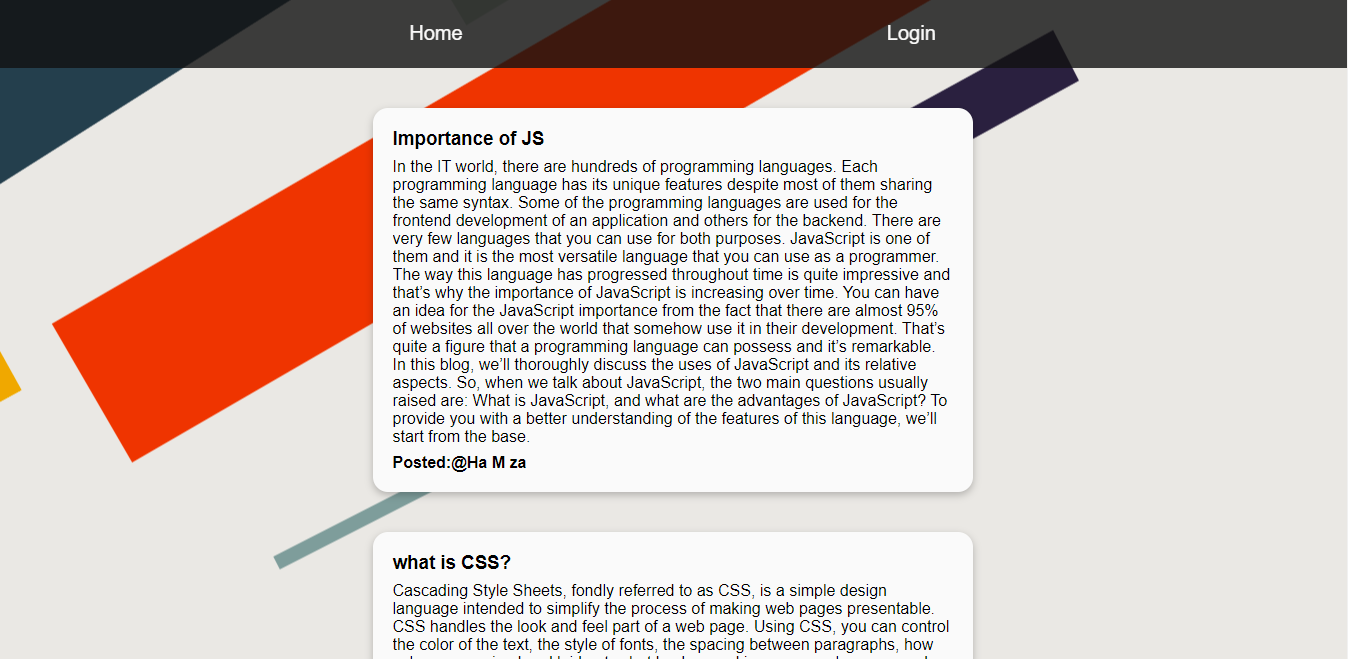 Home Login
Importance of JS
In the IT world, there are hundreds of programming languages. Each
programming language has its unique features despite most of them sharing
the same syntax. Some of the programming languages are used for the
frontend development of an application and others for the backend. There are
very few languages that you can use for both purposes. JavaScript is one of
them and it is the most versatile language that you can use as a programmer.
The way this language has progressed throughout time is quite impressive and
that’s why the importance of JavaScript is increasing over time. You can have
an idea for the JavaScript importance from the fact that there are almost 95%
of websites all over the world that somehow use it in their development. That’s
quite a figure that a programming language can possess and it’s remarkable.
In this blog, we’ll thoroughly discuss the uses of JavaScript and its relative
aspects. So, when we talk about JavaScript, the two main questions usually
raised are: What is JavaScript, and what are the advantages of JavaScript? To
provide you with a better understanding of the features of this language, we’ll
start from the base.
Posted:@Ha M za
what is CSS?
Cascading Style Sheets, fondly referred to as CSS, is a simple design
language intended to simplify the process of making web pages presentable.
CSS handles the look and feel part of a web page. Using CSS, you can control
the color of the text, the style of fonts, the spacing between paragraphs, how